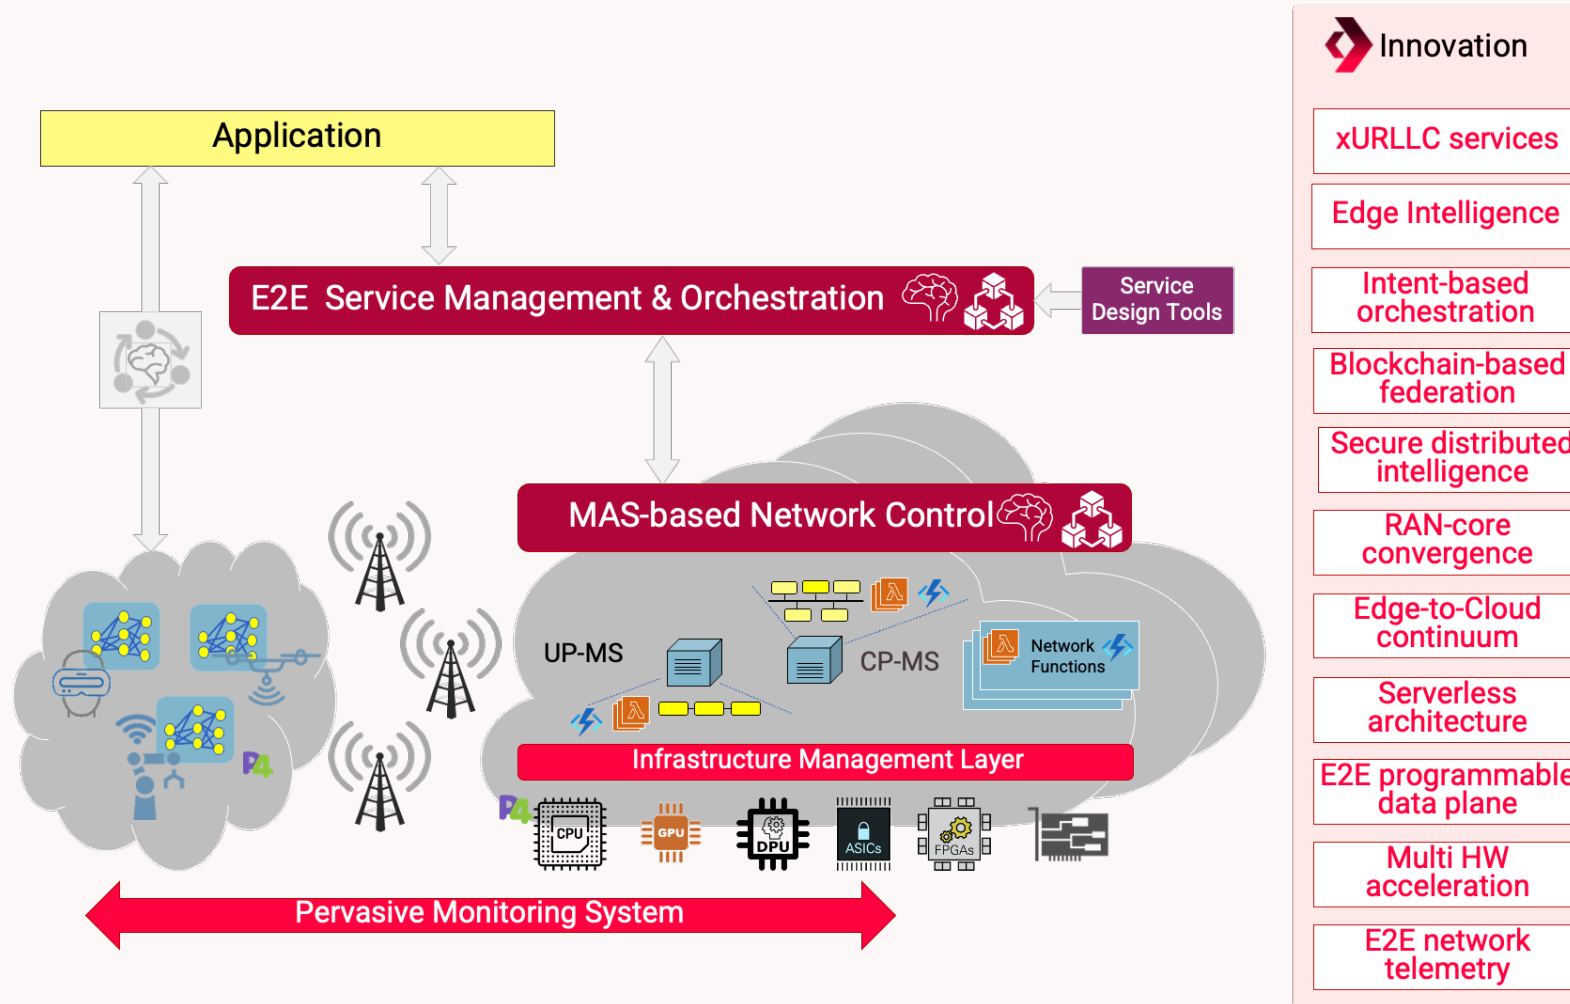 Innovation
Application
xURLLC services
Edge Intelligence
E2E Service Management & Orchestration
Service
Design Tools
Intent-based
orchestration
Blockchain-based
federation
Secure distributed
intelligence
MAS-based Network Control
RAN-core
convergence
UP-MS
CP-MS
λ
λ
λ
Network
Functions
Edge-to-Cloud
continuum
Serverless
architecture
P4
Infrastructure Management Layer
E2E programmable
data plane
P4
CPU
GPU
DPU
ASICs
FPGAs
Multi HW
acceleration
Pervasive Monitoring System
E2E network
telemetry